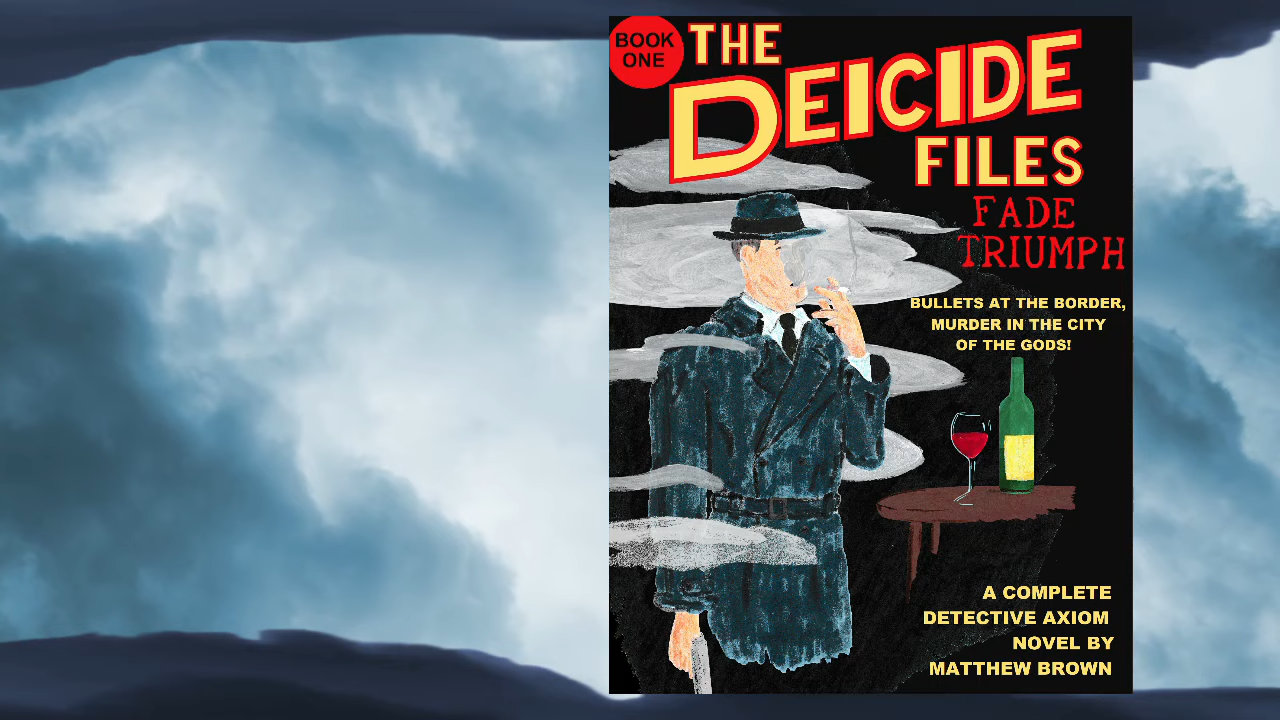 BOOK
ONE
THE
DEICIDE
FILES
FADE
TRIUMPH
BULLETS AT THE BORDER,
MURDER IN THE CITY
OF THE GODS!
A COMPLETE
DETECTIVE AXIOM
NOVEL BY
MATTHEW BROWN